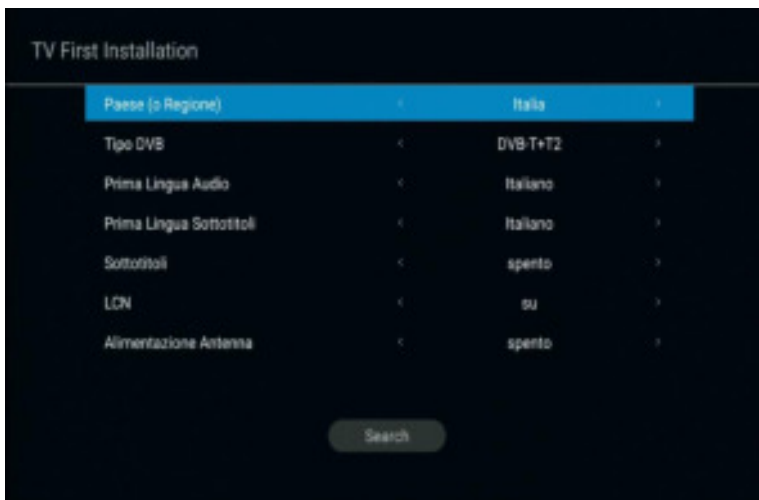 TV First Installation
Paese (o Regione) < Italia >
Tipo DVB < DVB-T+T2 >
Prima Lingua Audio < Italiano >
Prima Lingua Sottotitoli < Italiano >
Sottotitoli < spento >
LCN < su >
Alimentazione Antenna < spento >
Search